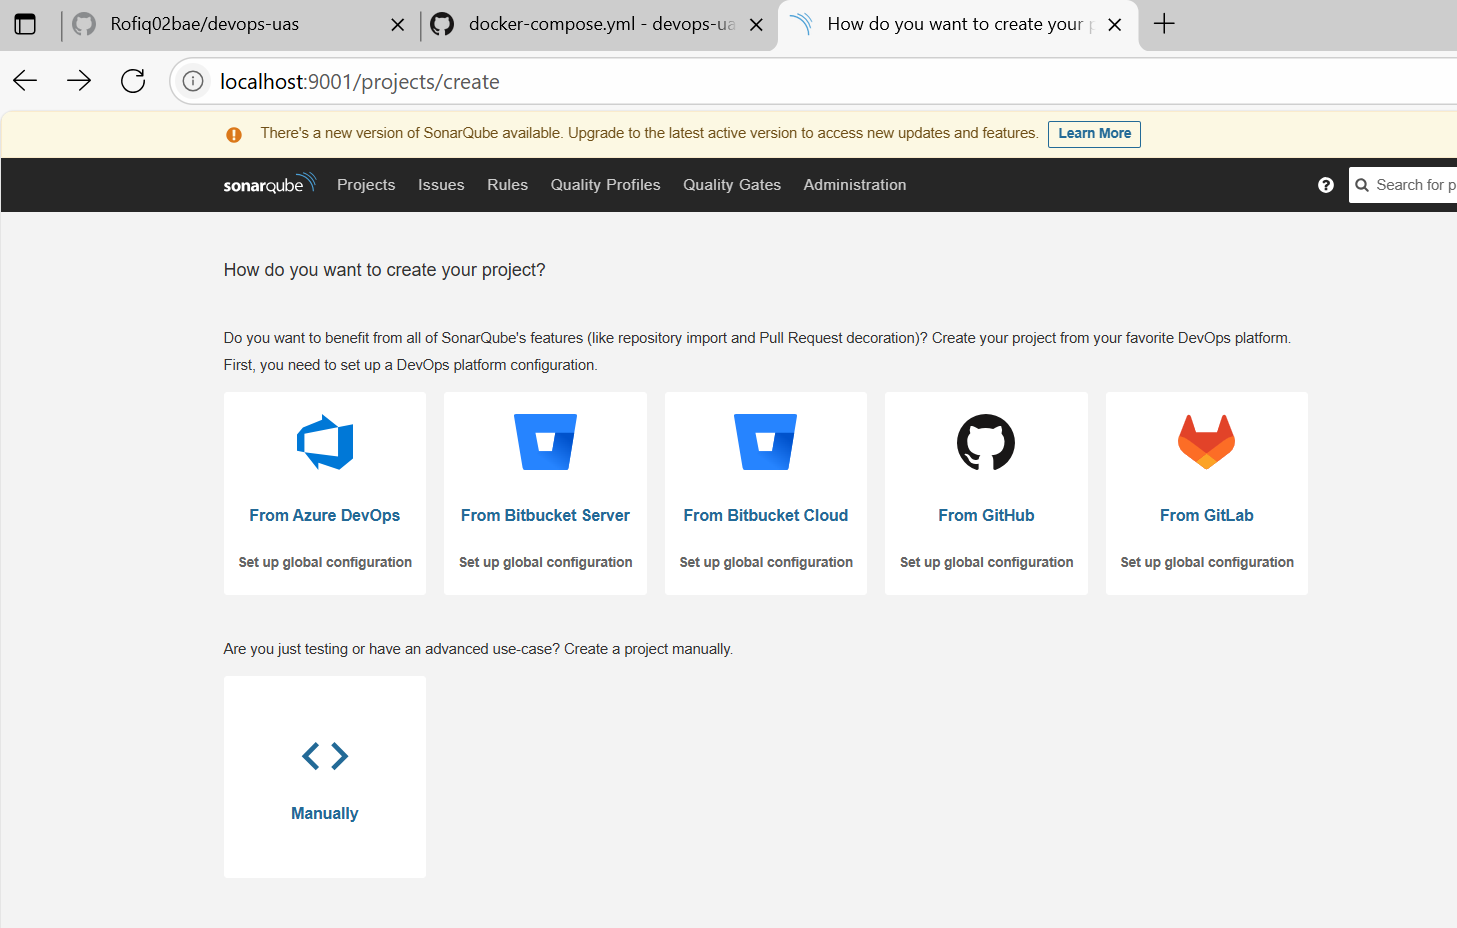 Rofiq02bae/devops-uas
docker-compose.yml - devops-ua
How do you want to create your p
localhost:9001/projects/create
There's a new version of SonarQube available. Upgrade to the latest active version to access new updates and features. Learn More
sonarqube Projects Issues Rules Quality Profiles Quality Gates Administration Search for p
How do you want to create your project?
Do you want to benefit from all of SonarQube's features (like repository import and Pull Request decoration)? Create your project from your favorite DevOps platform.
First, you need to set up a DevOps platform configuration.
From Azure DevOps
Set up global configuration
From Bitbucket Server
Set up global configuration
From Bitbucket Cloud
Set up global configuration
From GitHub
Set up global configuration
From GitLab
Set up global configuration
Are you just testing or have an advanced use-case? Create a project manually.
Manually